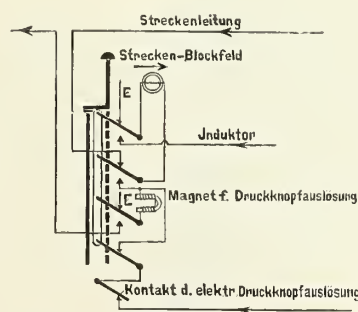 Streckenleitung
Strecken-Blockfeld
E
Jnduktor
E
Magnet f. Druckknopfauslösung
Kontakt d. elektr. Druckknopfauslösung